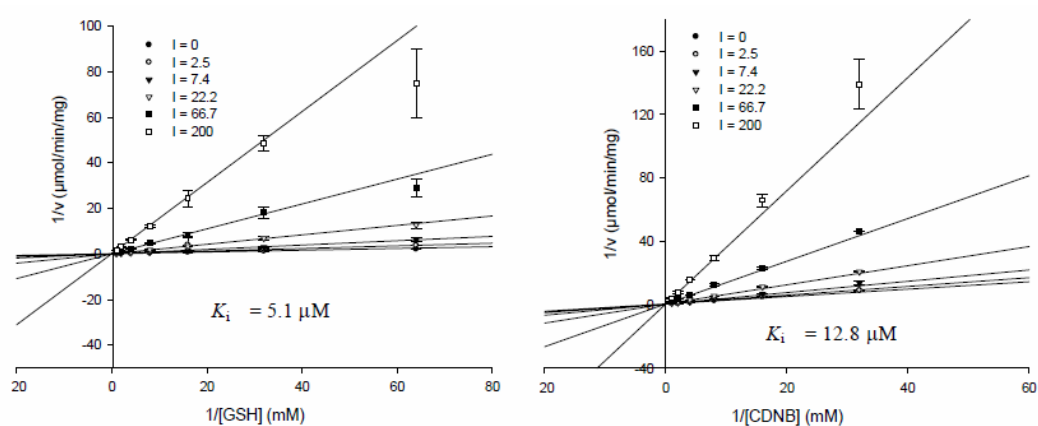 100
80
60
40
20
0
-20
-40
1/v (µmol/min/mg)
I = 0
I = 2.5
I = 7.4
I = 22.2
I = 66.7
I = 200
Ki = 5.1 µM
20 0 20 40 60 80
1/[GSH] (mM)
160
120
80
40
0
-40
1/v (µmol/min/mg)
I = 0
I = 2.5
I = 7.4
I = 22.2
I = 66.7
I = 200
Ki = 12.8 µM
20 0 20 40 60
1/[CDNB] (mM)